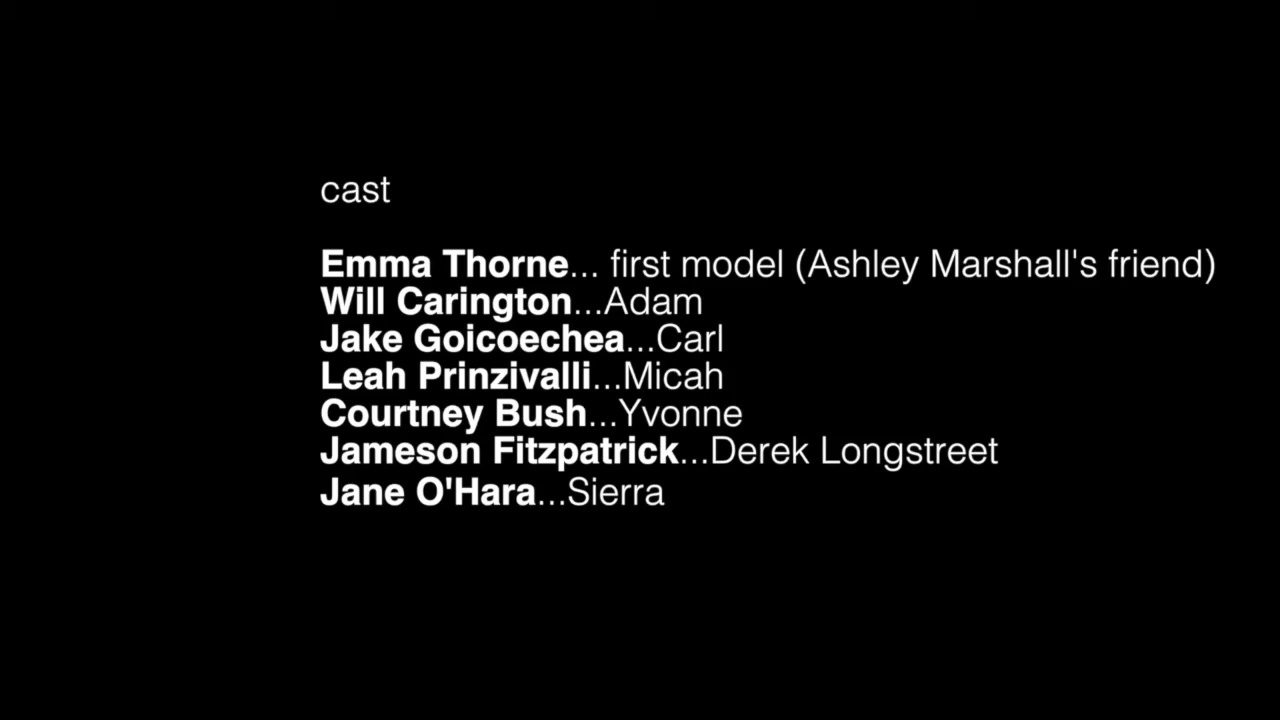 cast
Emma Thorne... first model (Ashley Marshall's friend)
Will Carington...Adam
Jake Goicoechea...Carl
Leah Prinzivalli...Micah
Courtney Bush...Yvonne
Jameson Fitzpatrick...Derek Longstreet
Jane O'Hara...Sierra